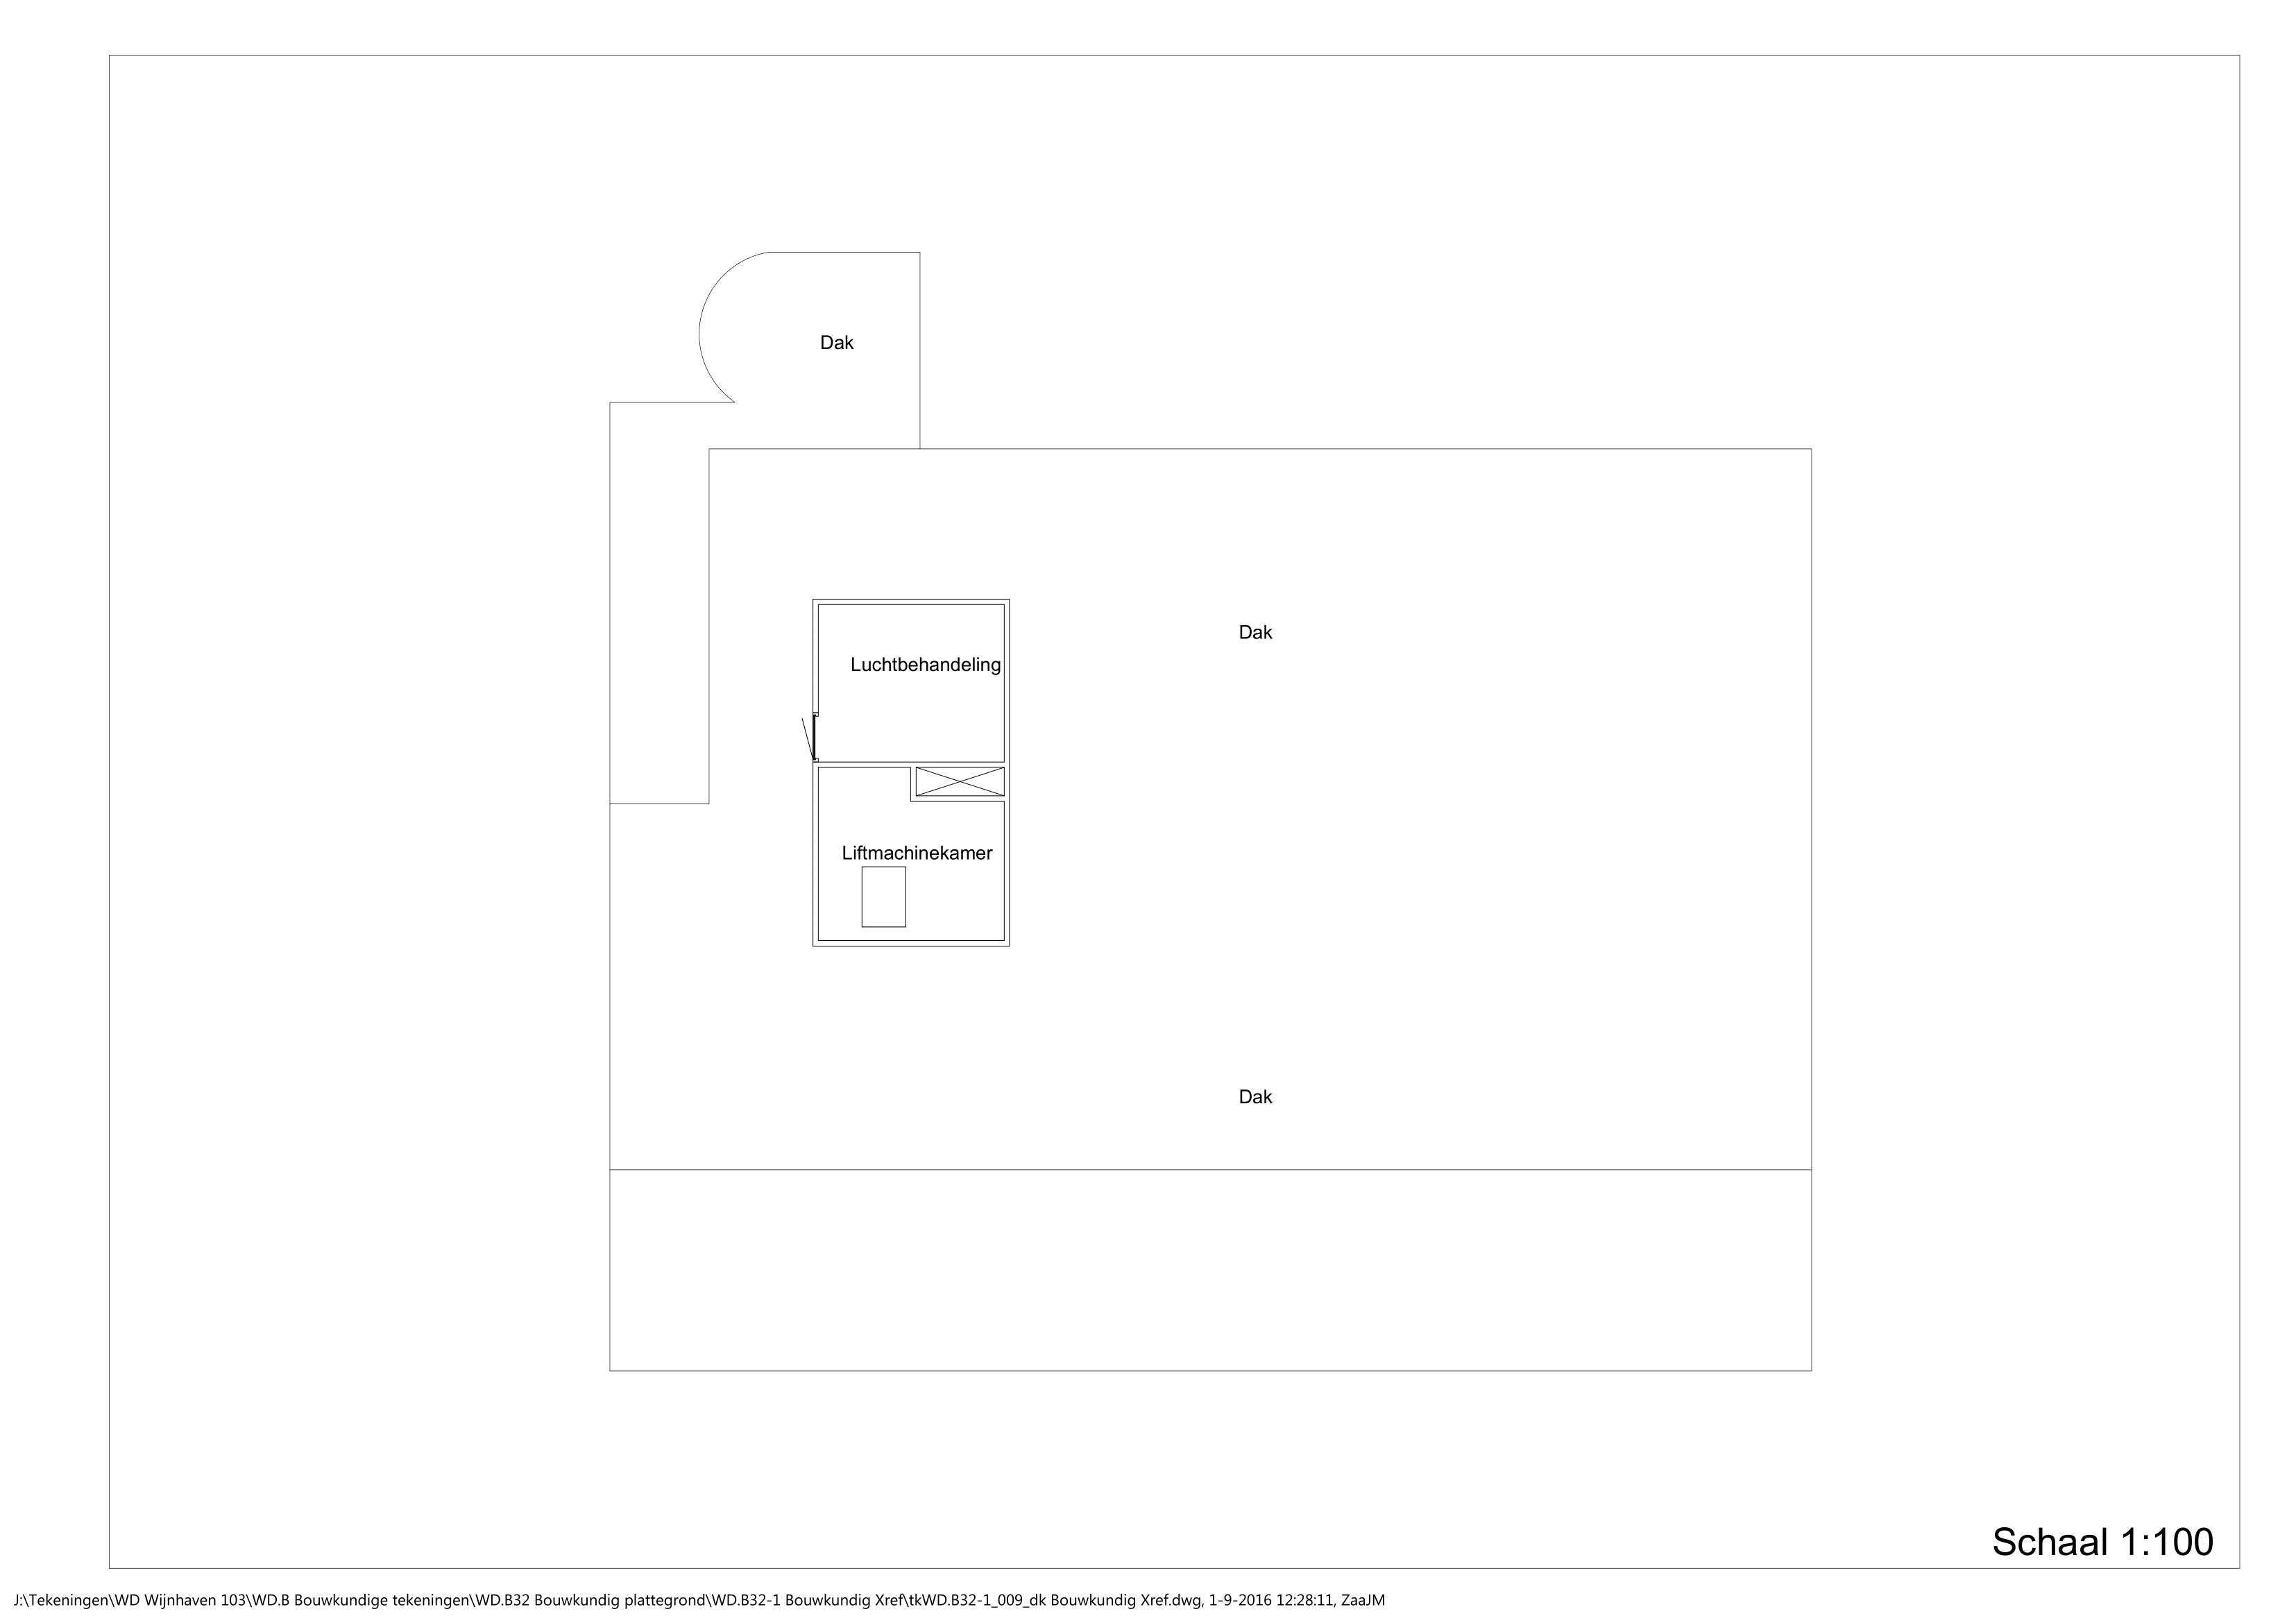 Dak
Dak
Luchtbehandeling
Liftmachinekamer
Dak
Schaal 1:100
J:\Tekeningen\WD Wijnhaven 103\WD.B Bouwkundige tekeningen\WD.B32 Bouwkundig plattegrond\WD.B32-1 Bouwkundig Xref\tkWD.B32-1_009_dk Bouwkundig Xref.dwg, 1-9-2016 12:28:11, ZaaJM